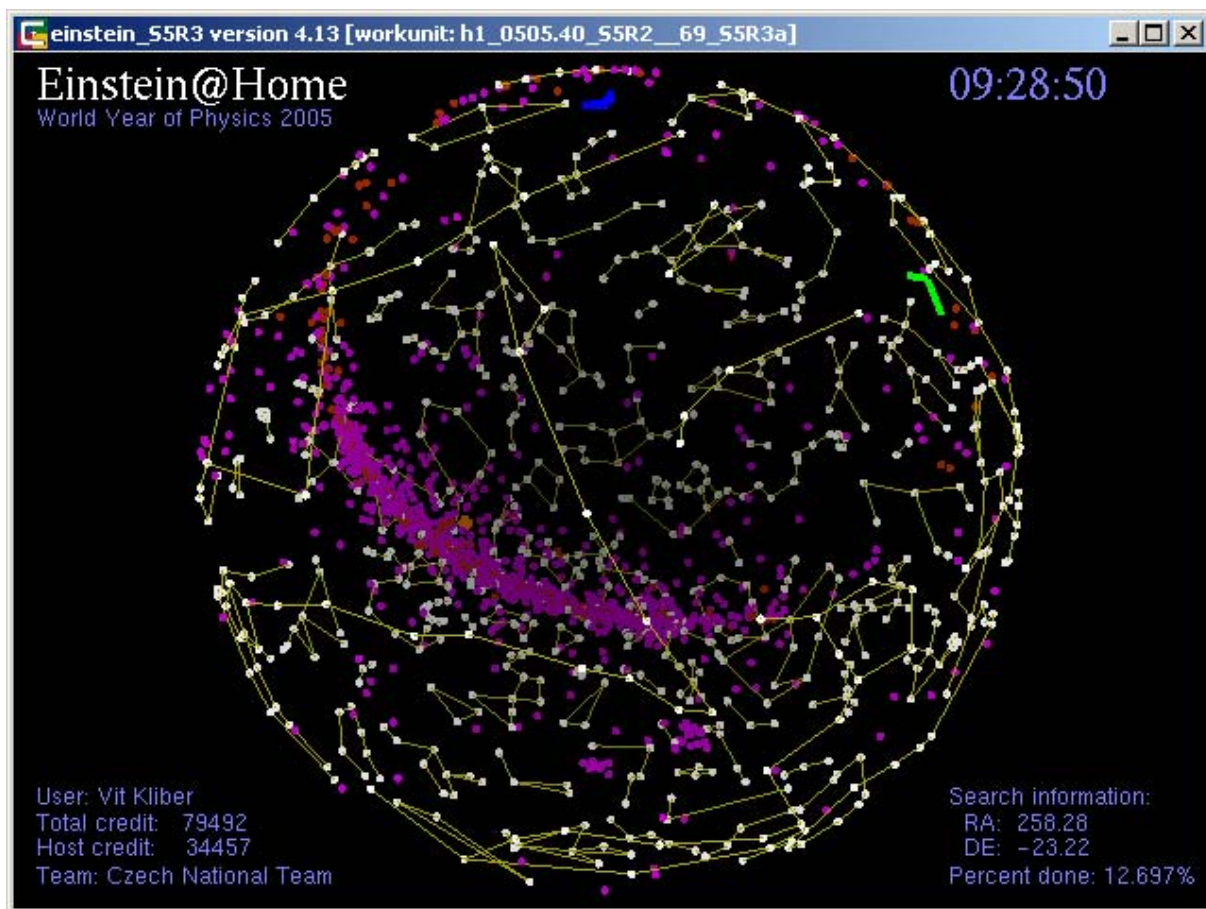 einstein_S5R3 version 4.13 [workunit: h1_0505.40_S5R2__69_S5R3a]
Einstein@Home
World Year of Physics 2005
09:28:50
User: Vit Kliber
Total credit: 79492
Host credit: 34457
Team: Czech National Team
Search information:
RA: 258.28
DE: -23.22
Percent done: 12.697%